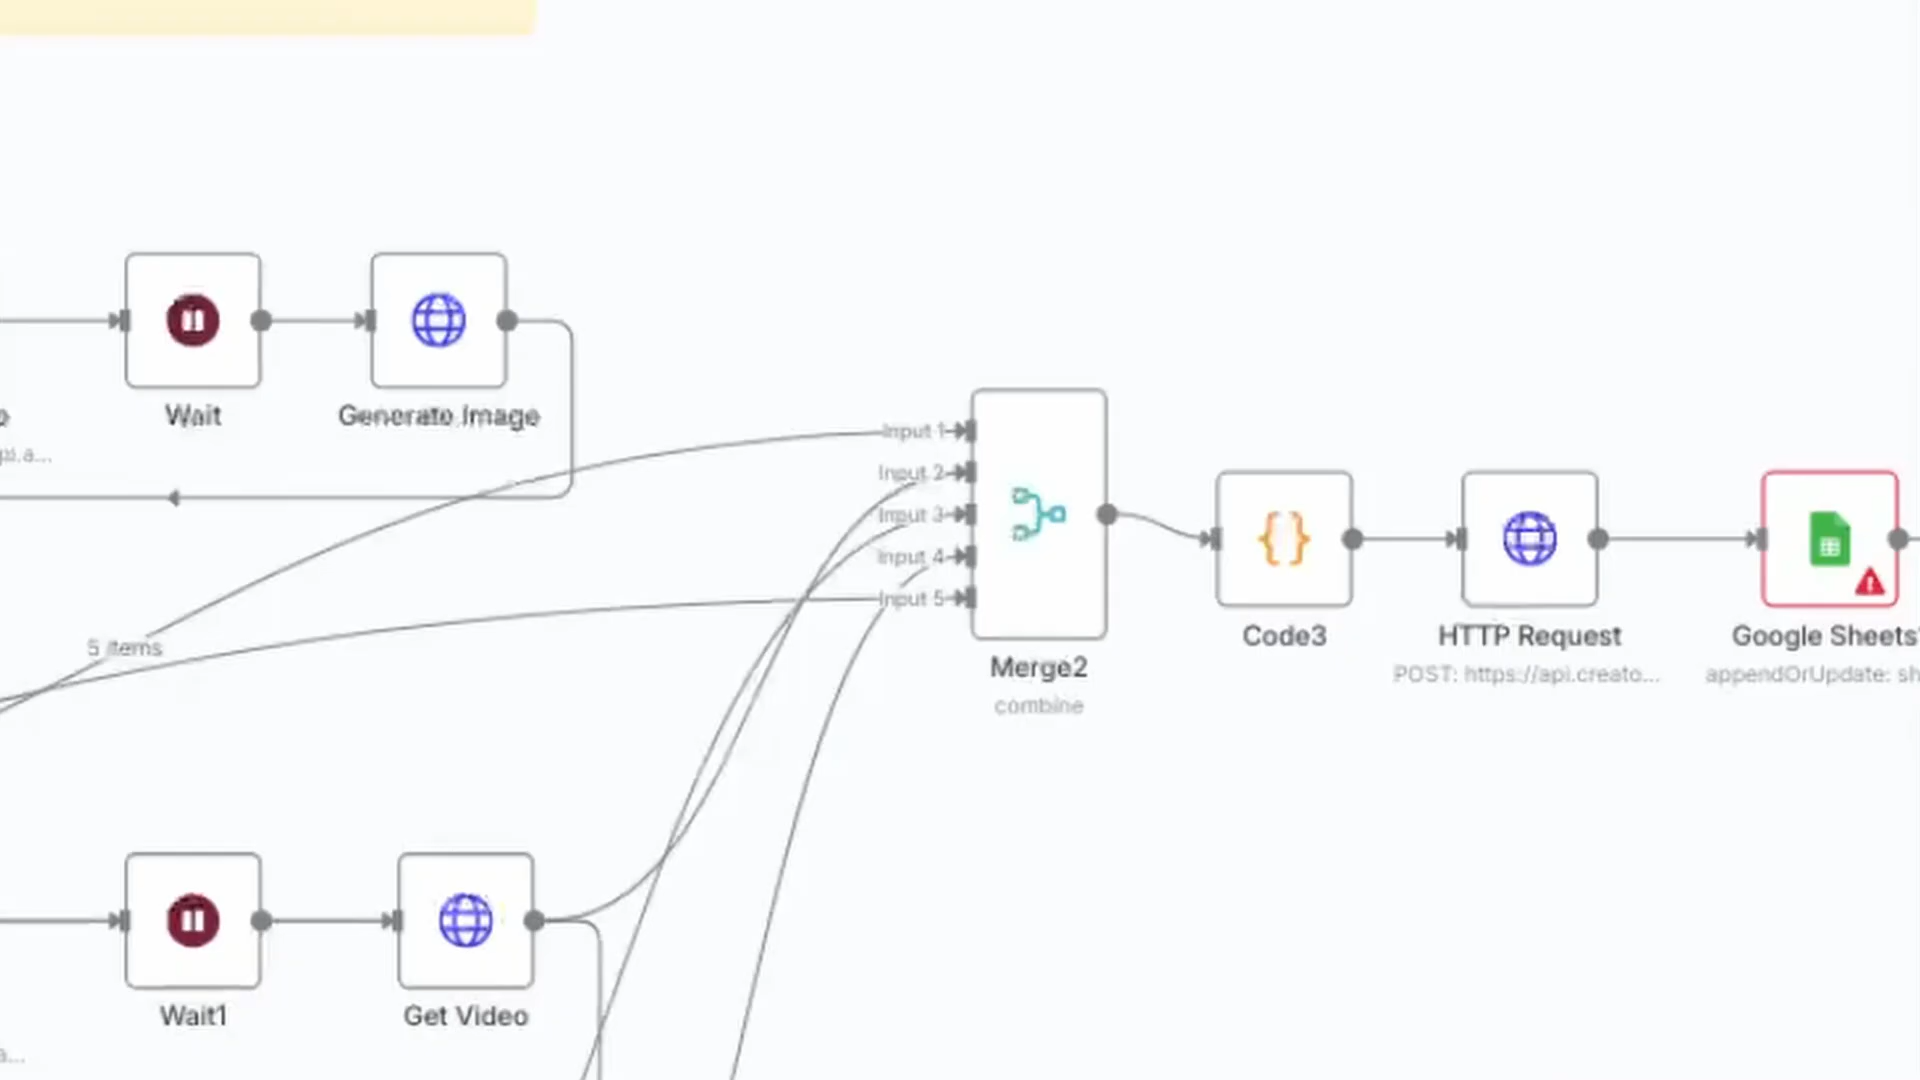 Wait
Generate Image
pi.a...
Input 1
Input 2
Input 3
Input 4
Input 5
5 items
Merge2
combine
Code3
HTTP Request
POST: https://api.creato...
Google Sheets
appendOrUpdate: sh
Wait1
Get Video
a...